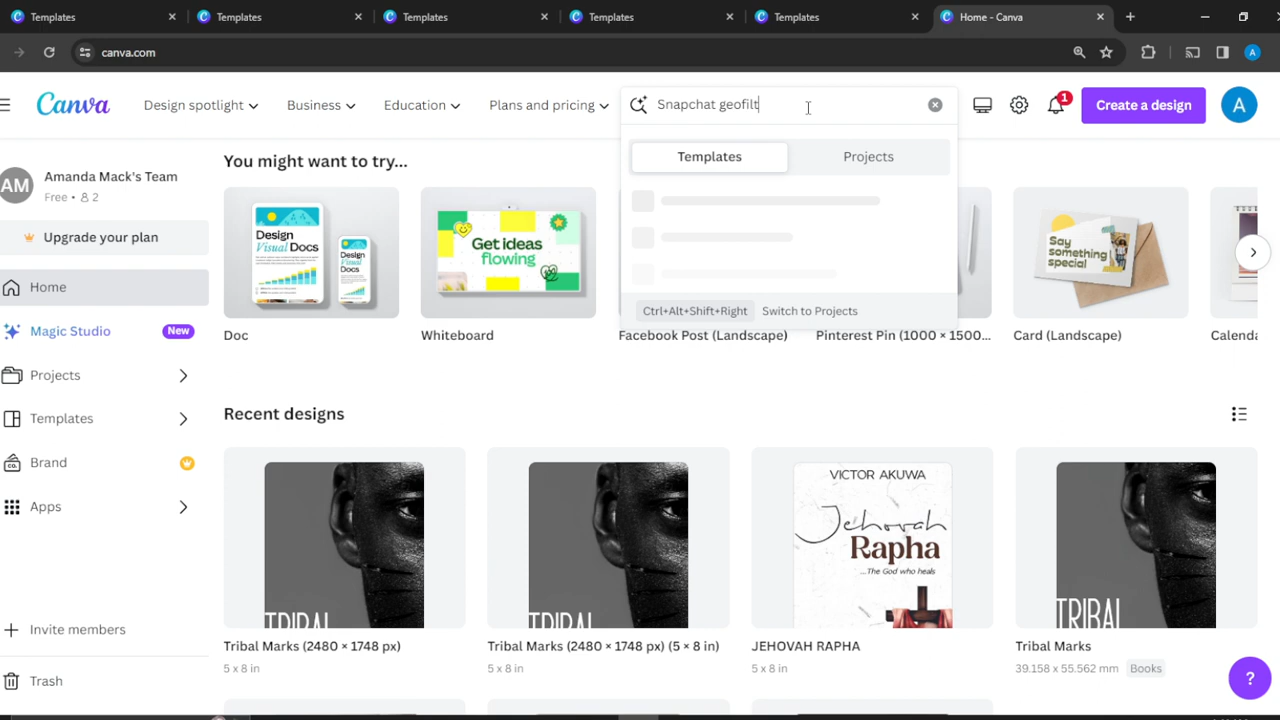 Templates
Templates
Templates
Templates
Templates
Home - Canva
canva.com
A
Canva
Design spotlight
Business
Education
Plans and pricing
Snapchat geofilt
1
Create a design
A
Templates
Projects
Ctrl+Alt+Shift+Right
Switch to Projects
AM
Amanda Mack's Team
Free • 2
Upgrade your plan
Home
Magic Studio
New
Projects
Templates
Brand
Apps
Invite members
Trash
You might want to try...
Design
Visual Docs
Design
Visual Docs
Get ideas
flowing
Say
something
special
Doc
Whiteboard
Facebook Post (Landscape)
Pinterest Pin (1000 × 1500...
Card (Landscape)
Calenda
Recent designs
TRIBAL
TRIBAL
VICTOR AKUWA
Jehovah
Rapha
...The God who heals
TRIBAL
Tribal Marks (2480 × 1748 px)
5 x 8 in
Tribal Marks (2480 × 1748 px) (5 × 8 in)
5 x 8 in
JEHOVAH RAPHA
5 x 8 in
Tribal Marks
39.158 x 55.562 mm
Books
?